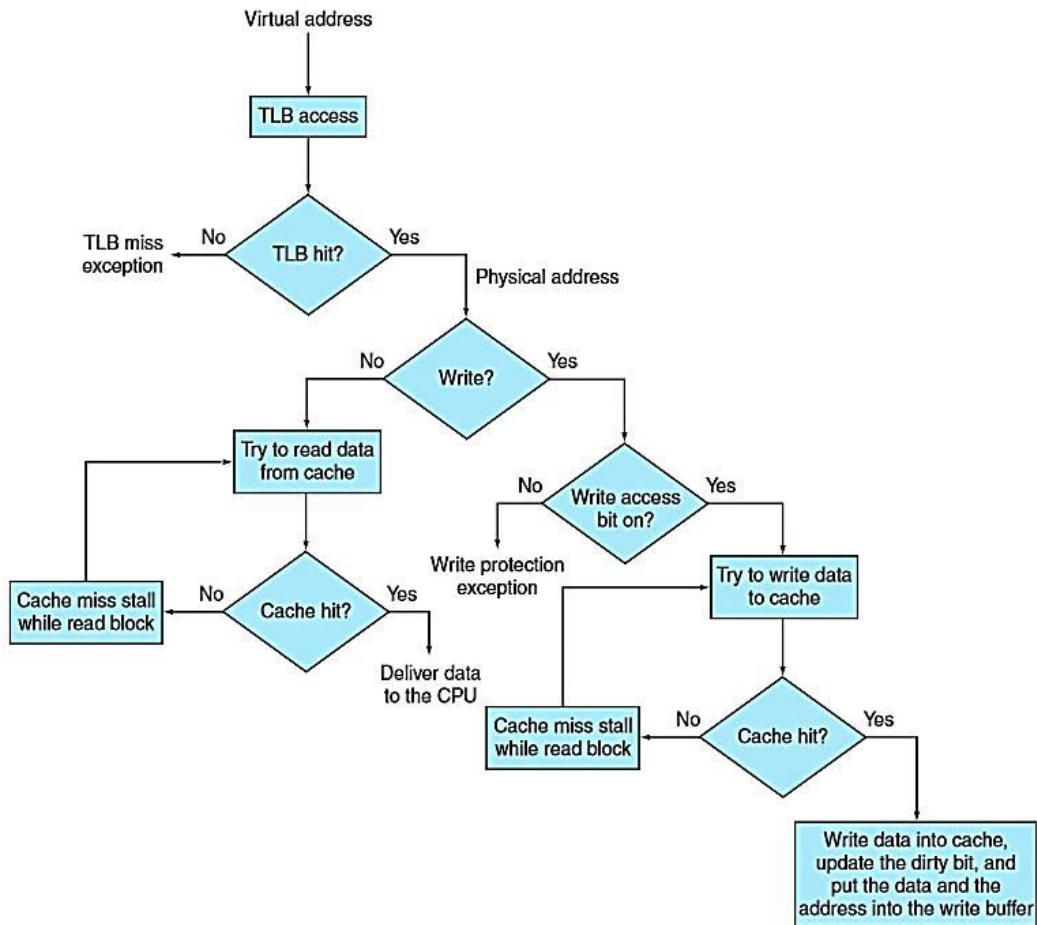 Virtual address
TLB access
TLB hit?
No
Yes
TLB miss
exception
Physical address
Write?
No
Yes
Try to read data
from cache
Write access
bit on?
No
Yes
Write protection
exception
Try to write data
to cache
Cache hit?
No
Yes
Cache miss stall
while read block
Deliver data
to the CPU
Cache hit?
No
Yes
Cache miss stall
while read block
Write data into cache,
update the dirty bit, and
put the data and the
address into the write buffer